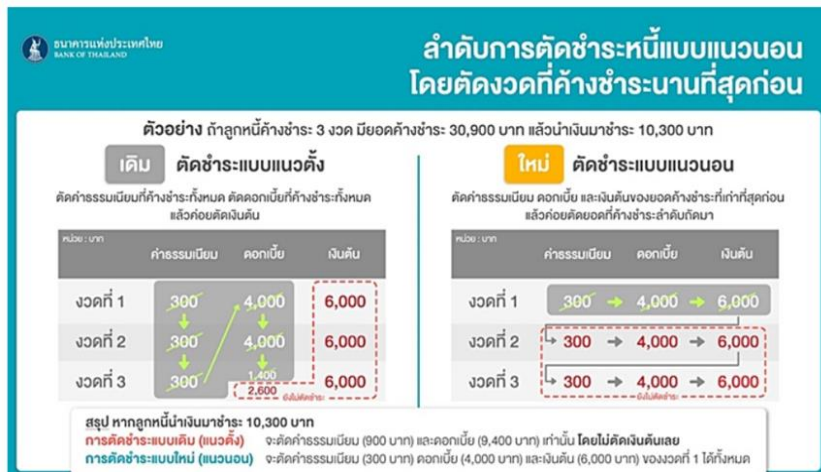 ธนาคารแห่งประเทศไทย
BANK OF THAILAND
ลำดับการตัดชำระหนี้แบบแนวนอน
โดยตัดงวดที่ค้างชำระนานที่สุดก่อน
ตัวอย่าง ถ้าลูกหนี้ค้างชำระ 3 งวด มียอดค้างชำระ 30,900 บาท แล้วนำเงินมาชำระ 10,300 บาท
เดิม ตัดชำระแบบแนวตั้ง
ตัดค่าธรรมเนียมที่ค้างชำระทั้งหมด ตัดดอกเบี้ยที่ค้างชำระทั้งหมด
แล้วค่อยตัดเงินต้น
หน่วย : บาท
ค่าธรรมเนียม ดอกเบี้ย เงินต้น
งวดที่ 1 300 4,000 6,000
งวดที่ 2 300 4,000 6,000
งวดที่ 3 300 1,400 6,000
2,600
ยังไม่ตัดชำระ
ใหม่ ตัดชำระแบบแนวนอน
ตัดค่าธรรมเนียม ดอกเบี้ย และเงินต้นของยอดค้างชำระที่เก่าที่สุดก่อน
แล้วค่อยตัดยอดที่ค้างชำระลำดับถัดมา
หน่วย : บาท
ค่าธรรมเนียม ดอกเบี้ย เงินต้น
งวดที่ 1 300 → 4,000 → 6,000
งวดที่ 2 300 → 4,000 → 6,000
งวดที่ 3 300 → 4,000 → 6,000
ยังไม่ตัดชำระ
สรุป หากลูกหนี้นำเงินมาชำระ 10,300 บาท
การตัดชำระแบบเดิม (แนวตั้ง) จะตัดค่าธรรมเนียม (900 บาท) และดอกเบี้ย (9,400 บาท) เท่านั้น โดยไม่ตัดเงินต้นเลย
การตัดชำระแบบใหม่ (แนวนอน) จะตัดค่าธรรมเนียม (300 บาท) ดอกเบี้ย (4,000 บาท) และเงินต้น (6,000 บาท) ของงวดที่ 1 ได้ทั้งหมด